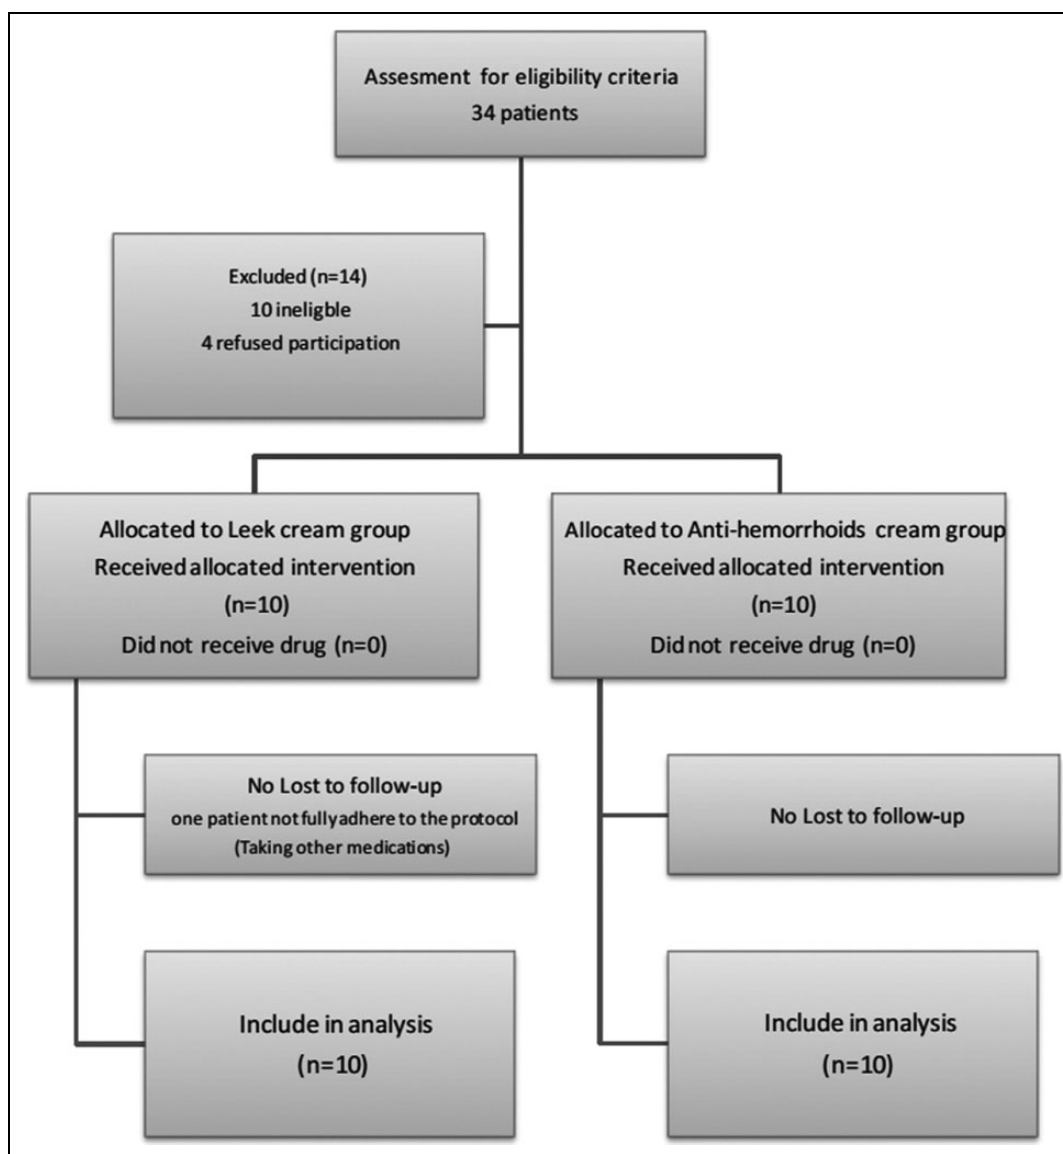 Assesment for eligibility criteria
34 patients
Excluded (n=14)
10 ineligble
4 refused participation
Allocated to Leek cream group
Received allocated intervention
(n=10)
Did not receive drug (n=0)
Allocated to Anti-hemorrhoids cream group
Received allocated intervention
(n=10)
Did not receive drug (n=0)
No Lost to follow-up
one patient not fully adhere to the protocol
(Taking other medications)
No Lost to follow-up
Include in analysis
(n=10)
Include in analysis
(n=10)